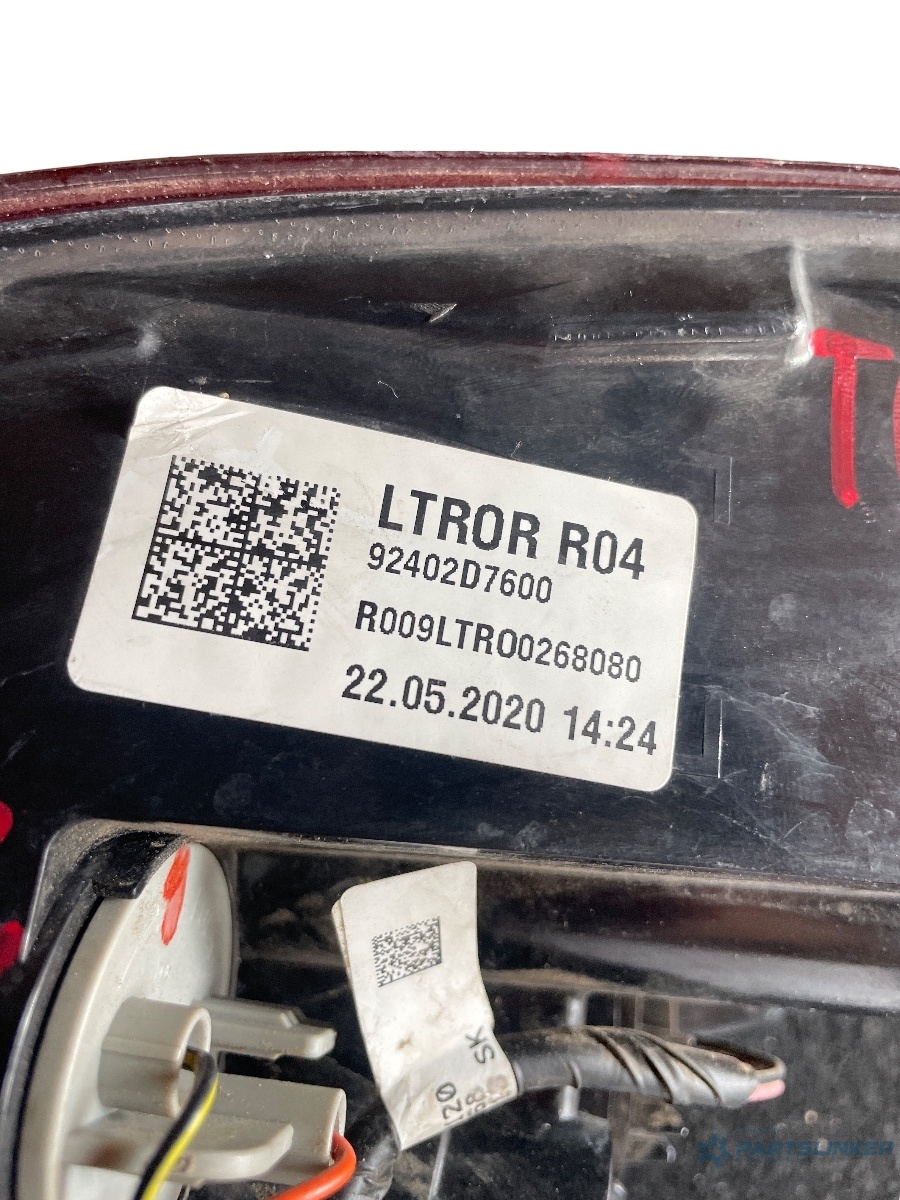 LTROR R04
92402D7600
R009LTRO0268080
22.05.2020 14:24
SK
PARTSLINKER